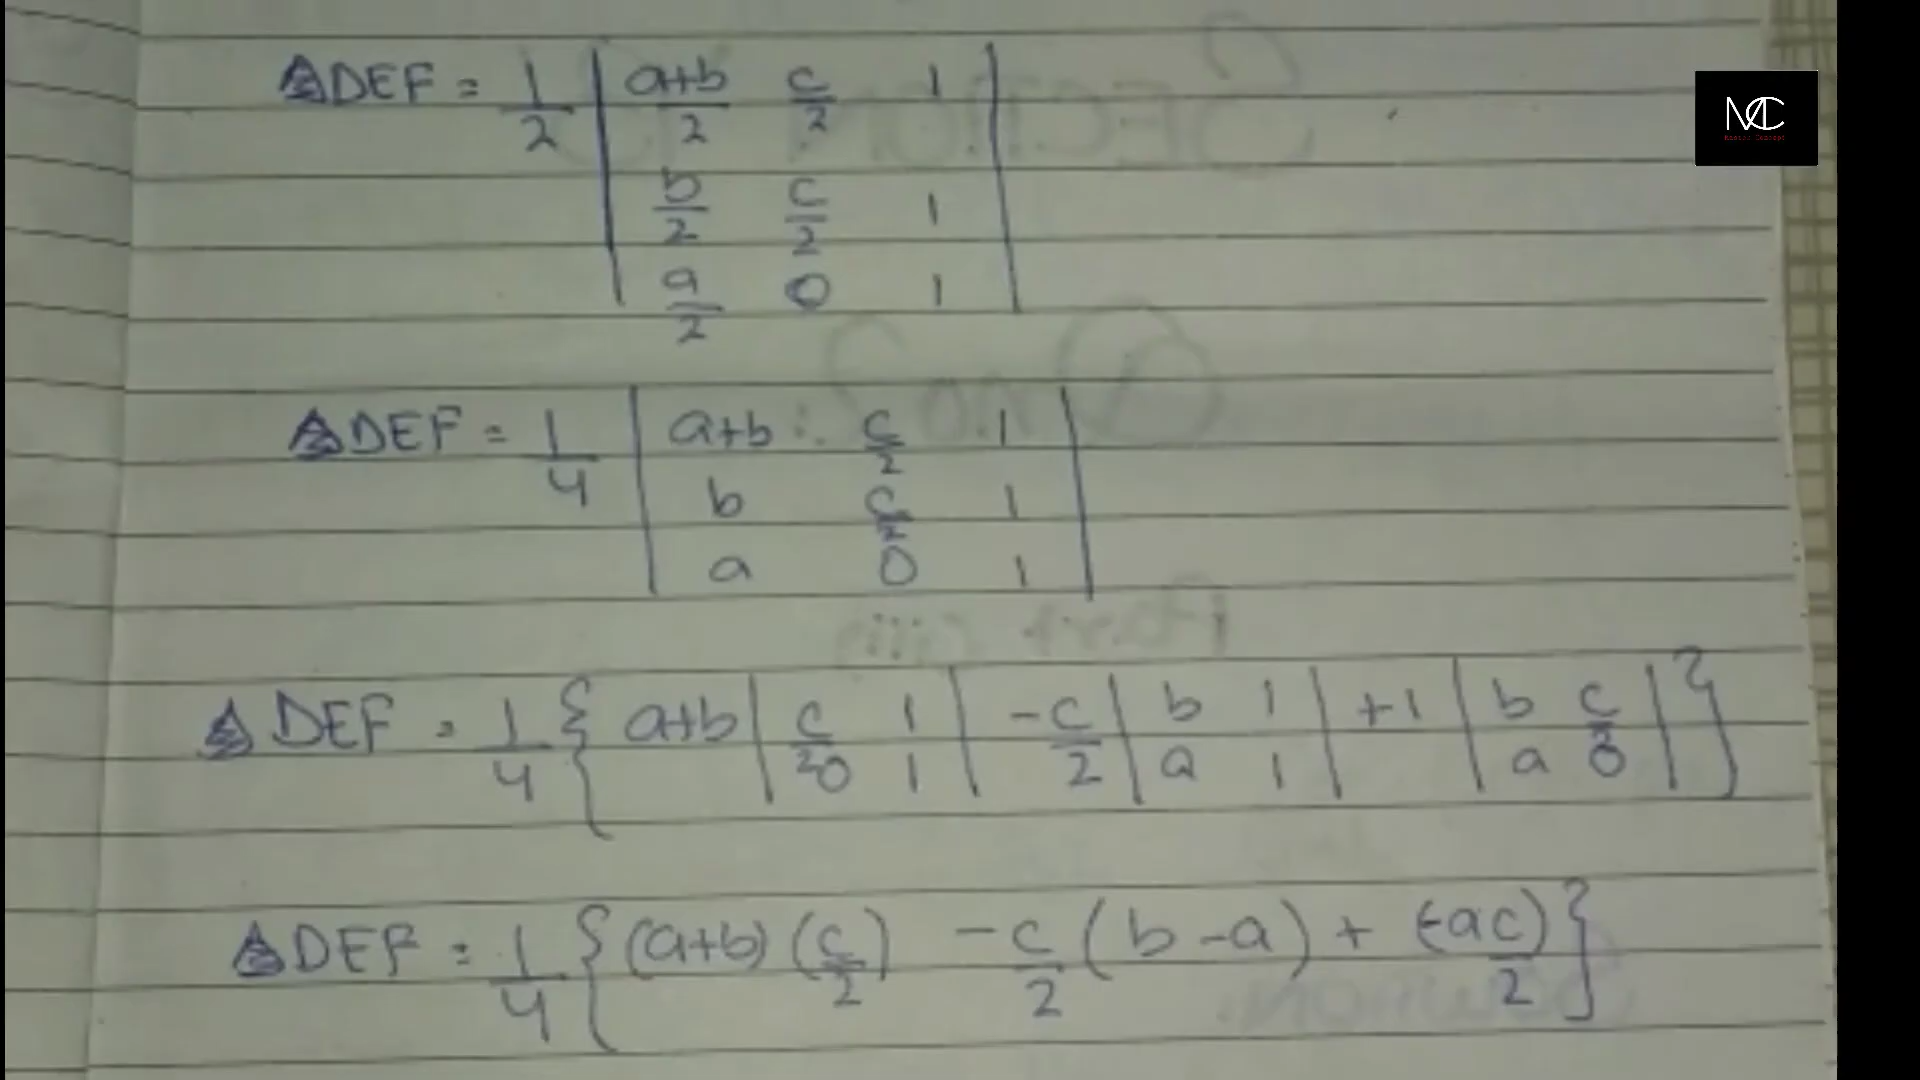 △DEF = 1/2 | (a+b)/2 c/2 1 |
b/2 c/2 1
a/2 0 1
△DEF = 1/4 | a+b c/2 1 |
b c/2 1
a 0 1
△DEF = 1/4 { a+b | c/2 1 | -c/2 | b 1 | +1 | b c/2 | }
0 1 a 1 a 0
△DEF = 1/4 { (a+b) (c/2) -c/2 (b-a) + (-ac)/2 }
MC